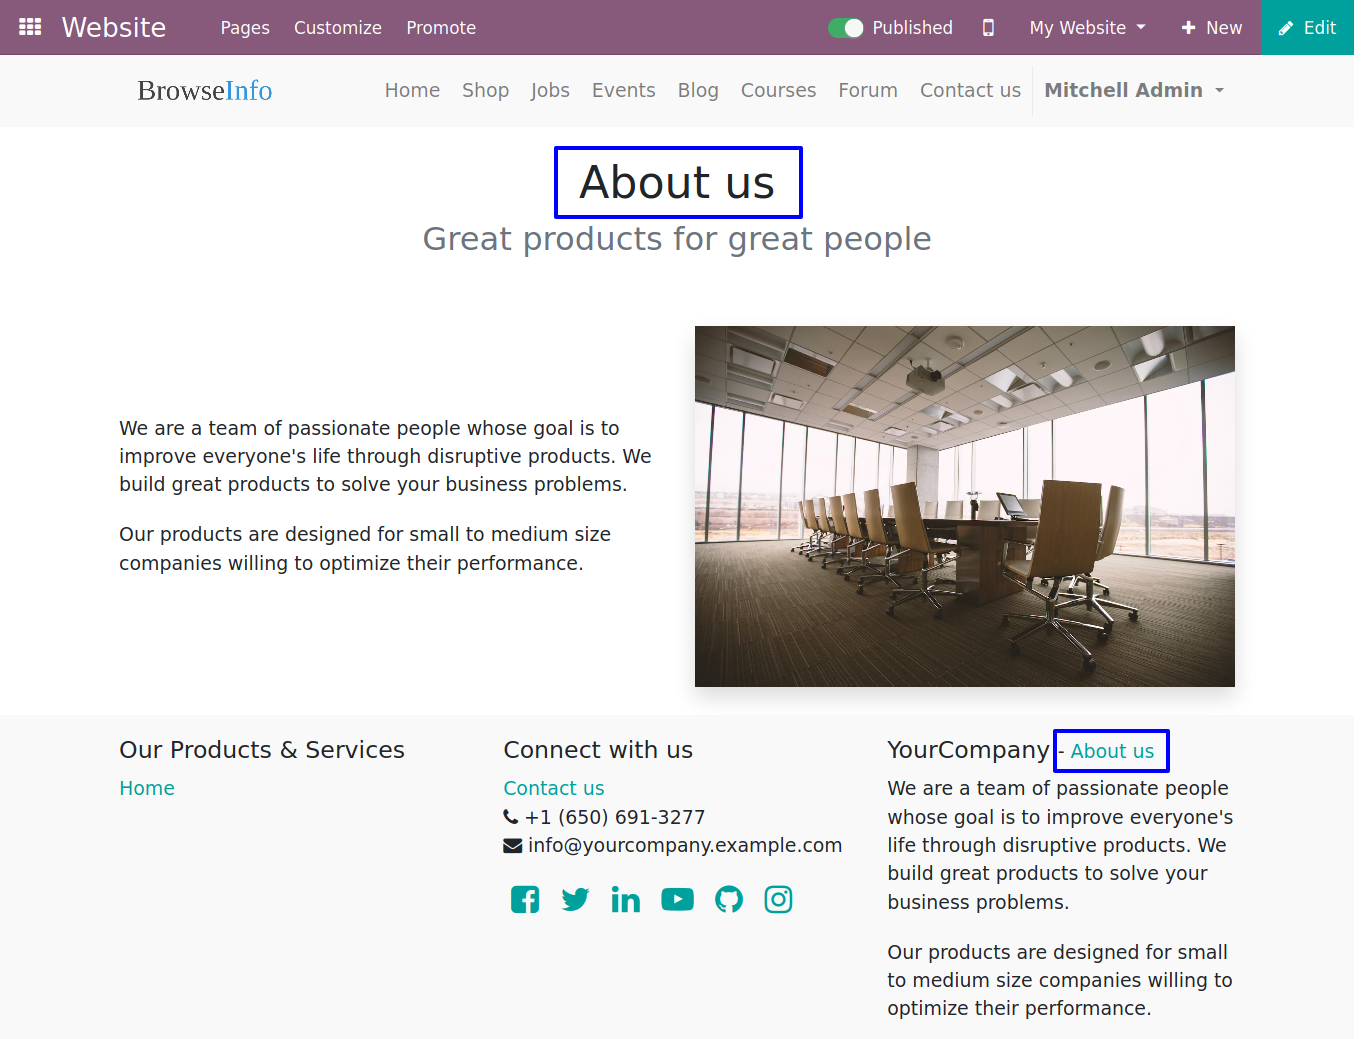 Website Pages Customize Promote Published My Website New Edit
BrowseInfo Home Shop Jobs Events Blog Courses Forum Contact us Mitchell Admin
About us
Great products for great people
We are a team of passionate people whose goal is to
improve everyone's life through disruptive products. We
build great products to solve your business problems.
Our products are designed for small to medium size
companies willing to optimize their performance.
Our Products & Services
Home
Connect with us
Contact us
+1 (650) 691-3277
info@yourcompany.example.com
YourCompany - About us
We are a team of passionate people
whose goal is to improve everyone's
life through disruptive products. We
build great products to solve your
business problems.
Our products are designed for small
to medium size companies willing to
optimize their performance.